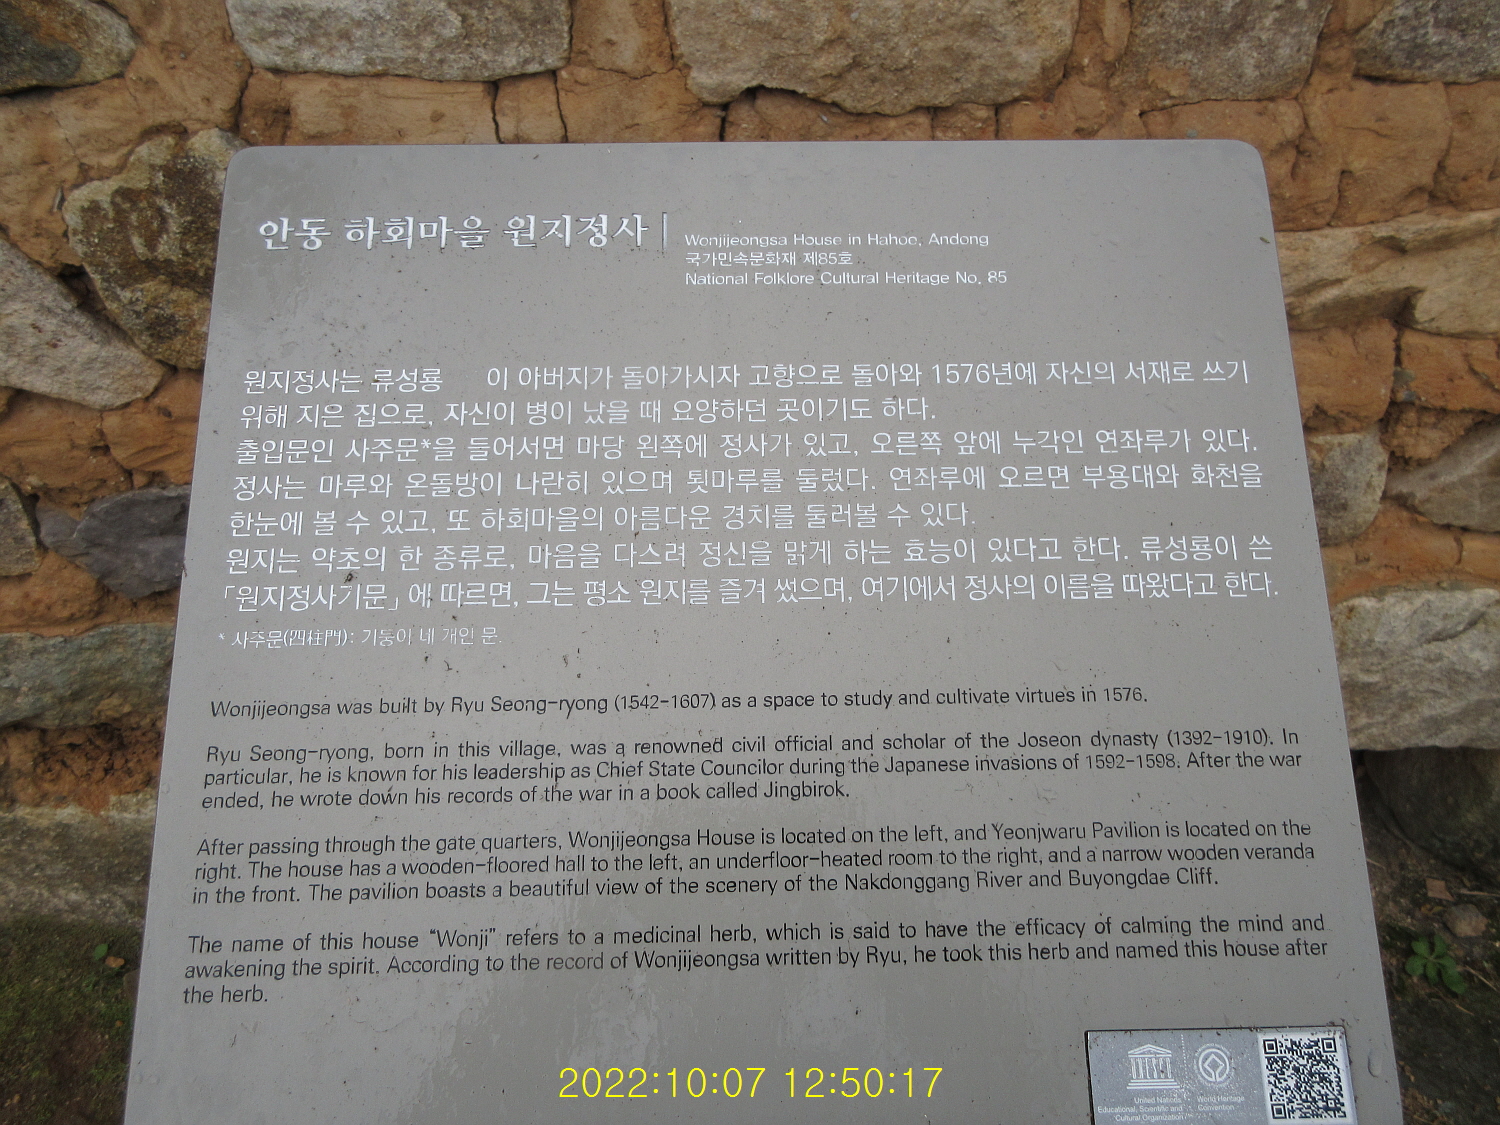 안동 하회마을 원지정사
Wonjijeongsa House in Hahoe, Andong
국가민속문화재 제85호
National Folklore Cultural Heritage No. 85
원지정사는 류성룡 이 아버지가 돌아가시자 고향으로 돌아와 1576년에 자신의 서재로 쓰기
위해 지은 집으로, 자신이 병이 났을 때 요양하던 곳이기도 하다.
출입문인 사주문*을 들어서면 마당 왼쪽에 정사가 있고, 오른쪽 앞에 누각인 연좌루가 있다.
정사는 마루와 온돌방이 나란히 있으며 툇마루를 둘렀다. 연좌루에 오르면 부용대와 화천을
한눈에 볼 수 있고, 또 하회마을의 아름다운 경치를 둘러볼 수 있다.
원지는 약초의 한 종류로, 마음을 다스려 정신을 맑게 하는 효능이 있다고 한다. 류성룡이 쓴
「원지정사기문」에 따르면, 그는 평소 원지를 즐겨 썼으며, 여기에서 정사의 이름을 따왔다고 한다.
* 사주문(四柱門): 기둥이 네 개인 문.
Wonjijeongsa was built by Ryu Seong-ryong (1542-1607) as a space to study and cultivate virtues in 1576.
Ryu Seong-ryong, born in this village, was a renowned civil official and scholar of the Joseon dynasty (1392-1910). In
particular, he is known for his leadership as Chief State Councilor during the Japanese invasions of 1592-1598. After the war
ended, he wrote down his records of the war in a book called Jingbirok.
After passing through the gate quarters, Wonjijeongsa House is located on the left, and Yeonjwaru Pavilion is located on the
right. The house has a wooden-floored hall to the left, an underfloor-heated room to the right, and a narrow wooden veranda
in the front. The pavilion boasts a beautiful view of the scenery of the Nakdonggang River and Buyongdae Cliff.
The name of this house "Wonji" refers to a medicinal herb, which is said to have the efficacy of calming the mind and
awakening the spirit. According to the record of Wonjijeongsa written by Ryu, he took this herb and named this house after
the herb.
United Nations
Educational, Scientific and
Cultural Organization
World Heritage
Convention
2022:10:07 12:50:17